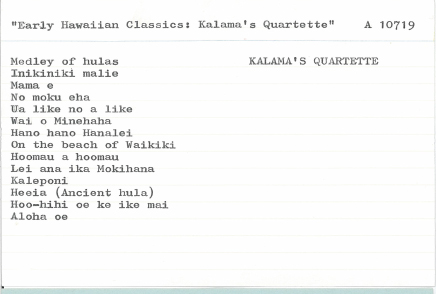 "Early Hawaiian Classics: Kalama's Quartette" A 10719
Medley of hulas KALAMA'S QUARTETTE
Inikiniki malie
Mama e
No moku eha
Ua like no a like
Wai o Minehaha
Hano hano Hanalei
On the beach of Waikiki
Hoomau a hoomau
Lei ana ika Mokihana
Kaleponi
Heeia (Ancient hula)
Hoo-hihi oe ke ike mai
Aloha oe